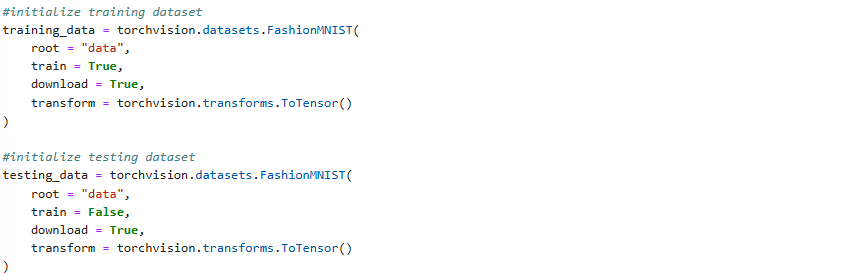 #initialize training dataset
training_data = torchvision.datasets.FashionMNIST(
    root = "data",
    train = True,
    download = True,
    transform = torchvision.transforms.ToTensor()
)

#initialize testing dataset
testing_data = torchvision.datasets.FashionMNIST(
    root = "data",
    train = False,
    download = True,
    transform = torchvision.transforms.ToTensor()
)